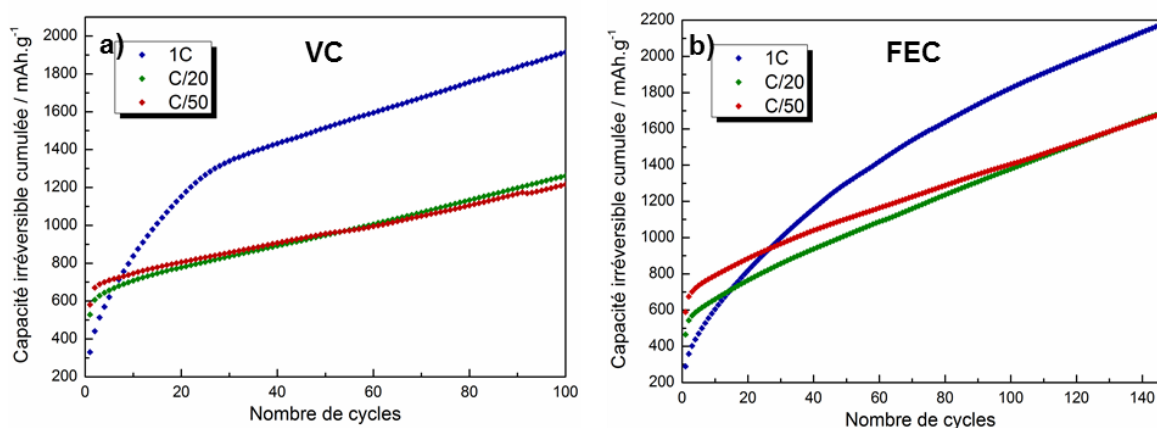 a)
VC
1C
C/20
C/50
Capacité irréversible cumulée / mAh.g⁻¹
2000
1800
1600
1400
1200
1000
800
600
400
200
0
20
40
60
80
100
Nombre de cycles
b)
FEC
1C
C/20
C/50
Capacité irréversible cumulée / mAh.g⁻¹
2200
2000
1800
1600
1400
1200
1000
800
600
400
200
0
20
40
60
80
100
120
140
Nombre de cycles